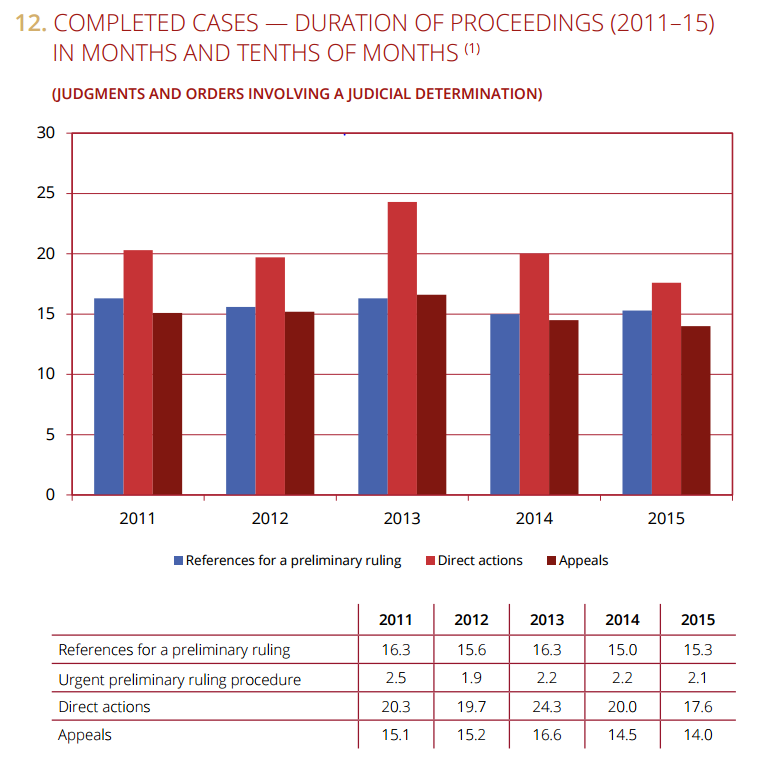 12. COMPLETED CASES — DURATION OF PROCEEDINGS (2011–15)
IN MONTHS AND TENTHS OF MONTHS (1)
(JUDGMENTS AND ORDERS INVOLVING A JUDICIAL DETERMINATION)
30
25
20
15
10
5
0
2011 2012 2013 2014 2015
References for a preliminary ruling Direct actions Appeals
2011 2012 2013 2014 2015
References for a preliminary ruling 16.3 15.6 16.3 15.0 15.3
Urgent preliminary ruling procedure 2.5 1.9 2.2 2.2 2.1
Direct actions 20.3 19.7 24.3 20.0 17.6
Appeals 15.1 15.2 16.6 14.5 14.0